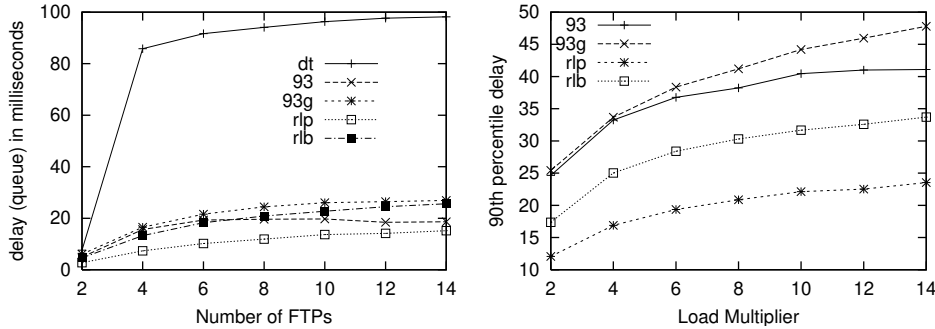 delay (queue) in milliseconds
100
80
60
40
20
0
dt
93
93g
rlp
rlb
2 4 6 8 10 12 14
Number of FTPs
90th percentile delay
50
45
40
35
30
25
20
15
10
93
93g
rlp
rlb
2 4 6 8 10 12 14
Load Multiplier